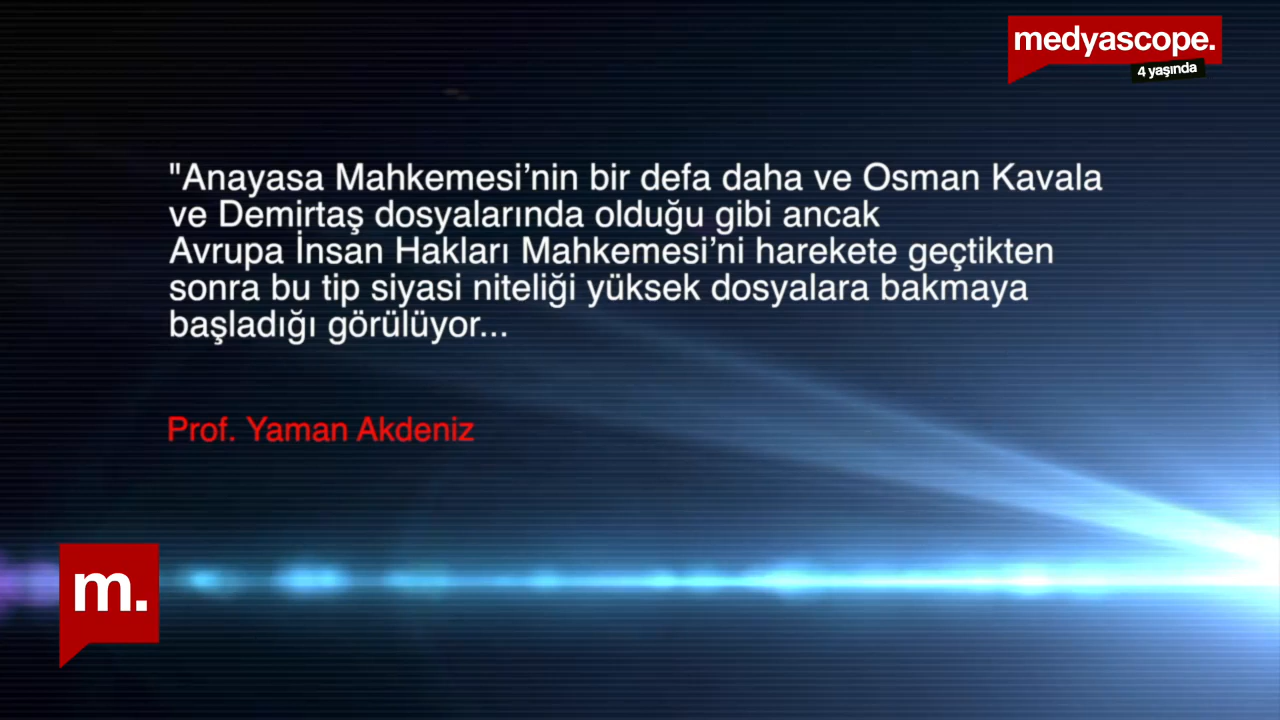 medyascope.
4 yaşında
"Anayasa Mahkemesi’nin bir defa daha ve Osman Kavala
ve Demirtaş dosyalarında olduğu gibi ancak
Avrupa İnsan Hakları Mahkemesi’ni harekete geçtikten
sonra bu tip siyasi niteliği yüksek dosyalara bakmaya
başladığı görülüyor...
Prof. Yaman Akdeniz
m.